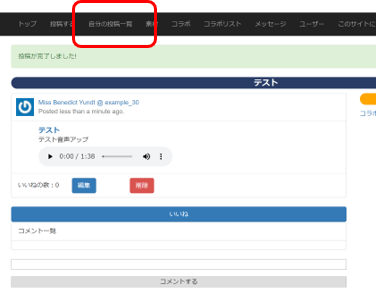 トップ 投稿する 自分の投稿一覧 素材 コラボ コラボリスト メッセージ ユーザー このサイトに
投稿が完了しました!
テスト
Miss Benedict Yundt @ example_30
Posted less than a minute ago.
テスト
テスト音声アップ
0:00 / 1:38
いいねの数:0 編集 削除
いいね
コメント一覧
コメントする
コラボ